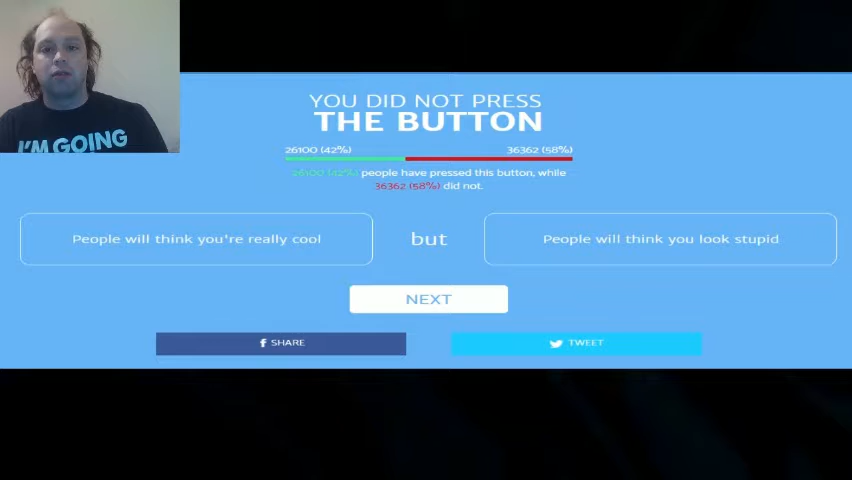 I'M GOING
YOU DID NOT PRESS
THE BUTTON
26100 (42%)
36362 (58%)
26100 (42%) people have pressed this button, while
36362 (58%) did not.
People will think you're really cool
but
People will think you look stupid
NEXT
SHARE
TWEET